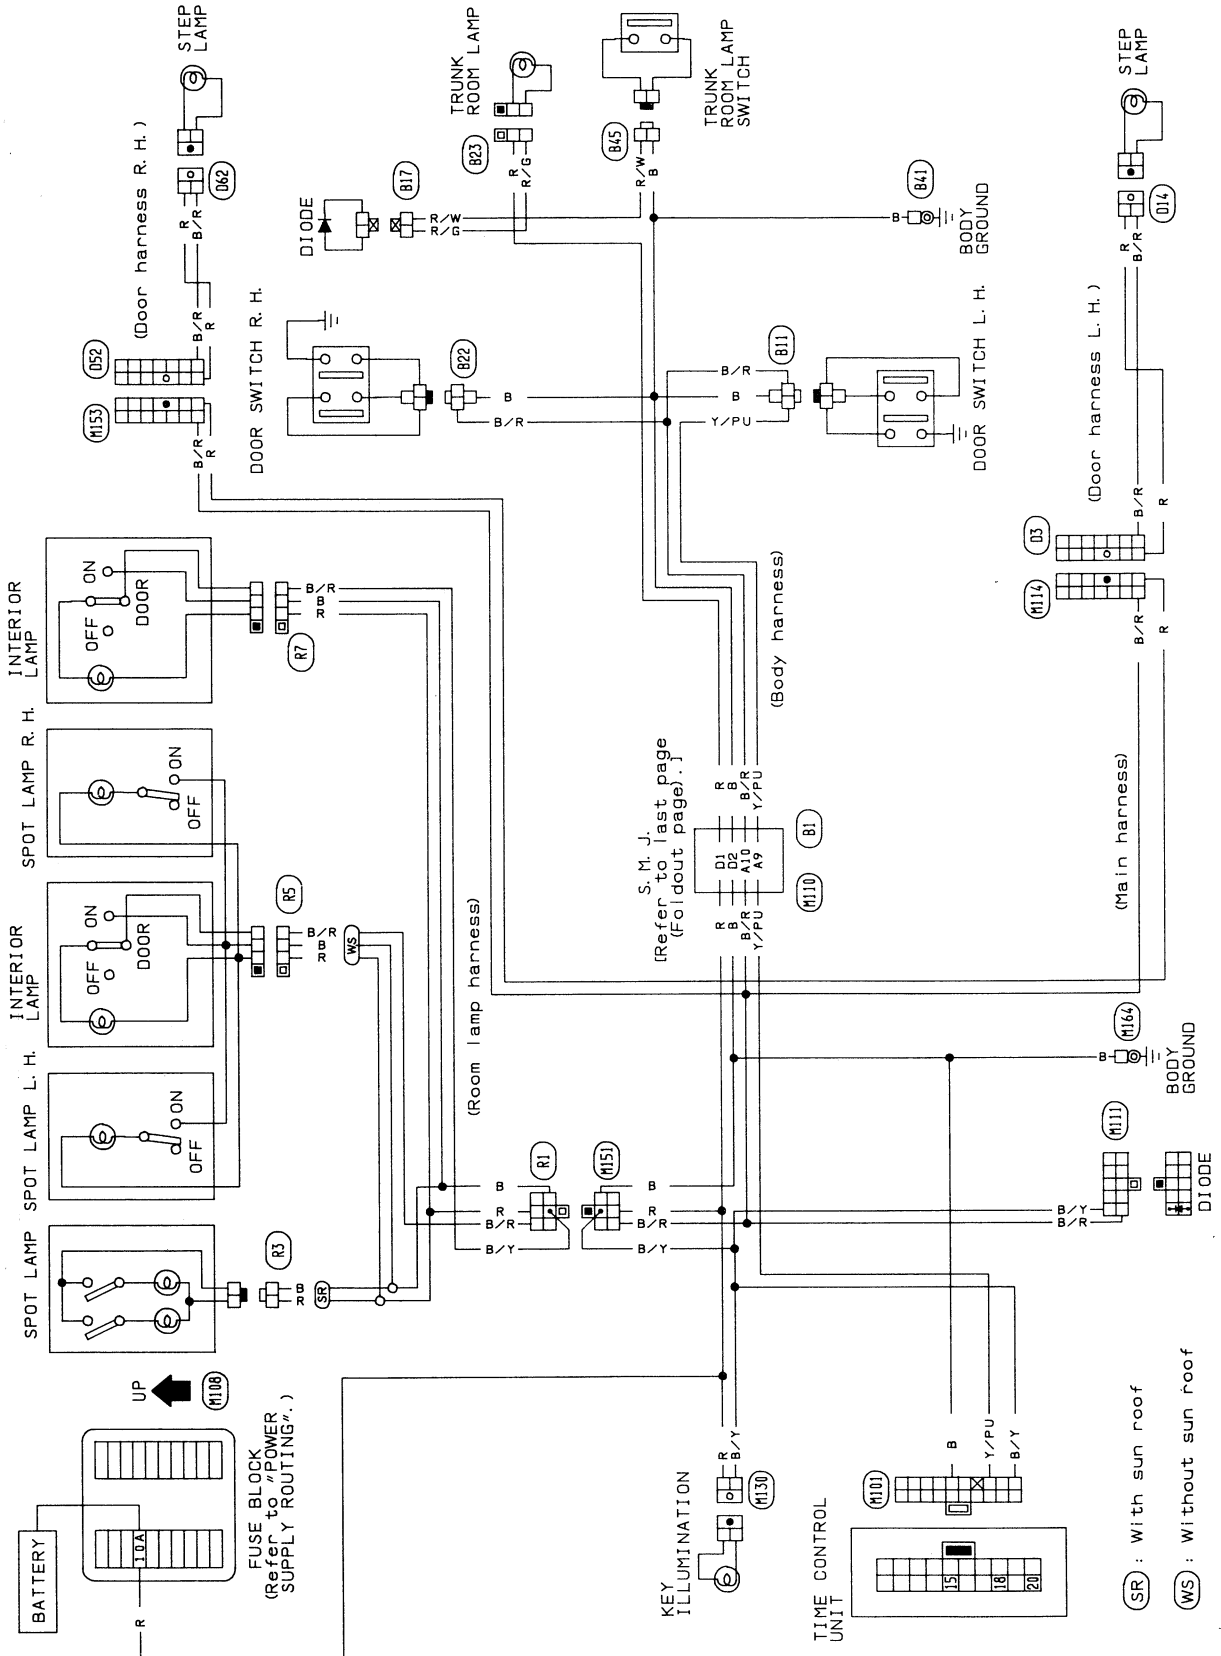 BATTERY
10A
R
FUSE BLOCK
(Refer to "POWER
SUPPLY ROUTING".)
UP
M108
SPOT LAMP
B
R
R3
SR
SPOT LAMP L. H.
OFF
ON
INTERIOR
LAMP
OFF
ON
DOOR
B/R
B
R
R5
WS
SPOT LAMP R. H.
OFF
ON
INTERIOR
LAMP
OFF
ON
DOOR
B/R
B
R
R7
(Room lamp harness)
B
R
B/R
B/Y
R1
M151
B
R
B/R
B/Y
M153
D52
B/R
R
B/R
R
(Door harness R. H.)
R
B/R
D62
STEP
LAMP
DOOR SWITCH R. H.
B22
B
B/R
DIODE
B17
R/W
R/G
TRUNK
ROOM LAMP
B23
R
R/G
TRUNK
ROOM LAMP
SWITCH
B45
R/W
B
B
B41
BODY
GROUND
B11
B/R
B
Y/PU
DOOR SWITCH L. H.
(Body harness)
S. M. J.
[Refer to last page
(Foldout page).]
R
B
B/R
Y/PU
D1
D2
A10
A9
R
B
B/R
Y/PU
M110
B1
(Main harness)
M114
D3
B/R
R
B/R
R
(Door harness L. H.)
R
B/R
D14
STEP
LAMP
B
M164
BODY
GROUND
M111
B/Y
B/R
DIODE
KEY
ILLUMINATION
M130
R
B/Y
TIME CONTROL
UNIT
M101
B
Y/PU
B/Y
15
18
20
SR : With sun roof
WS : Without sun roof